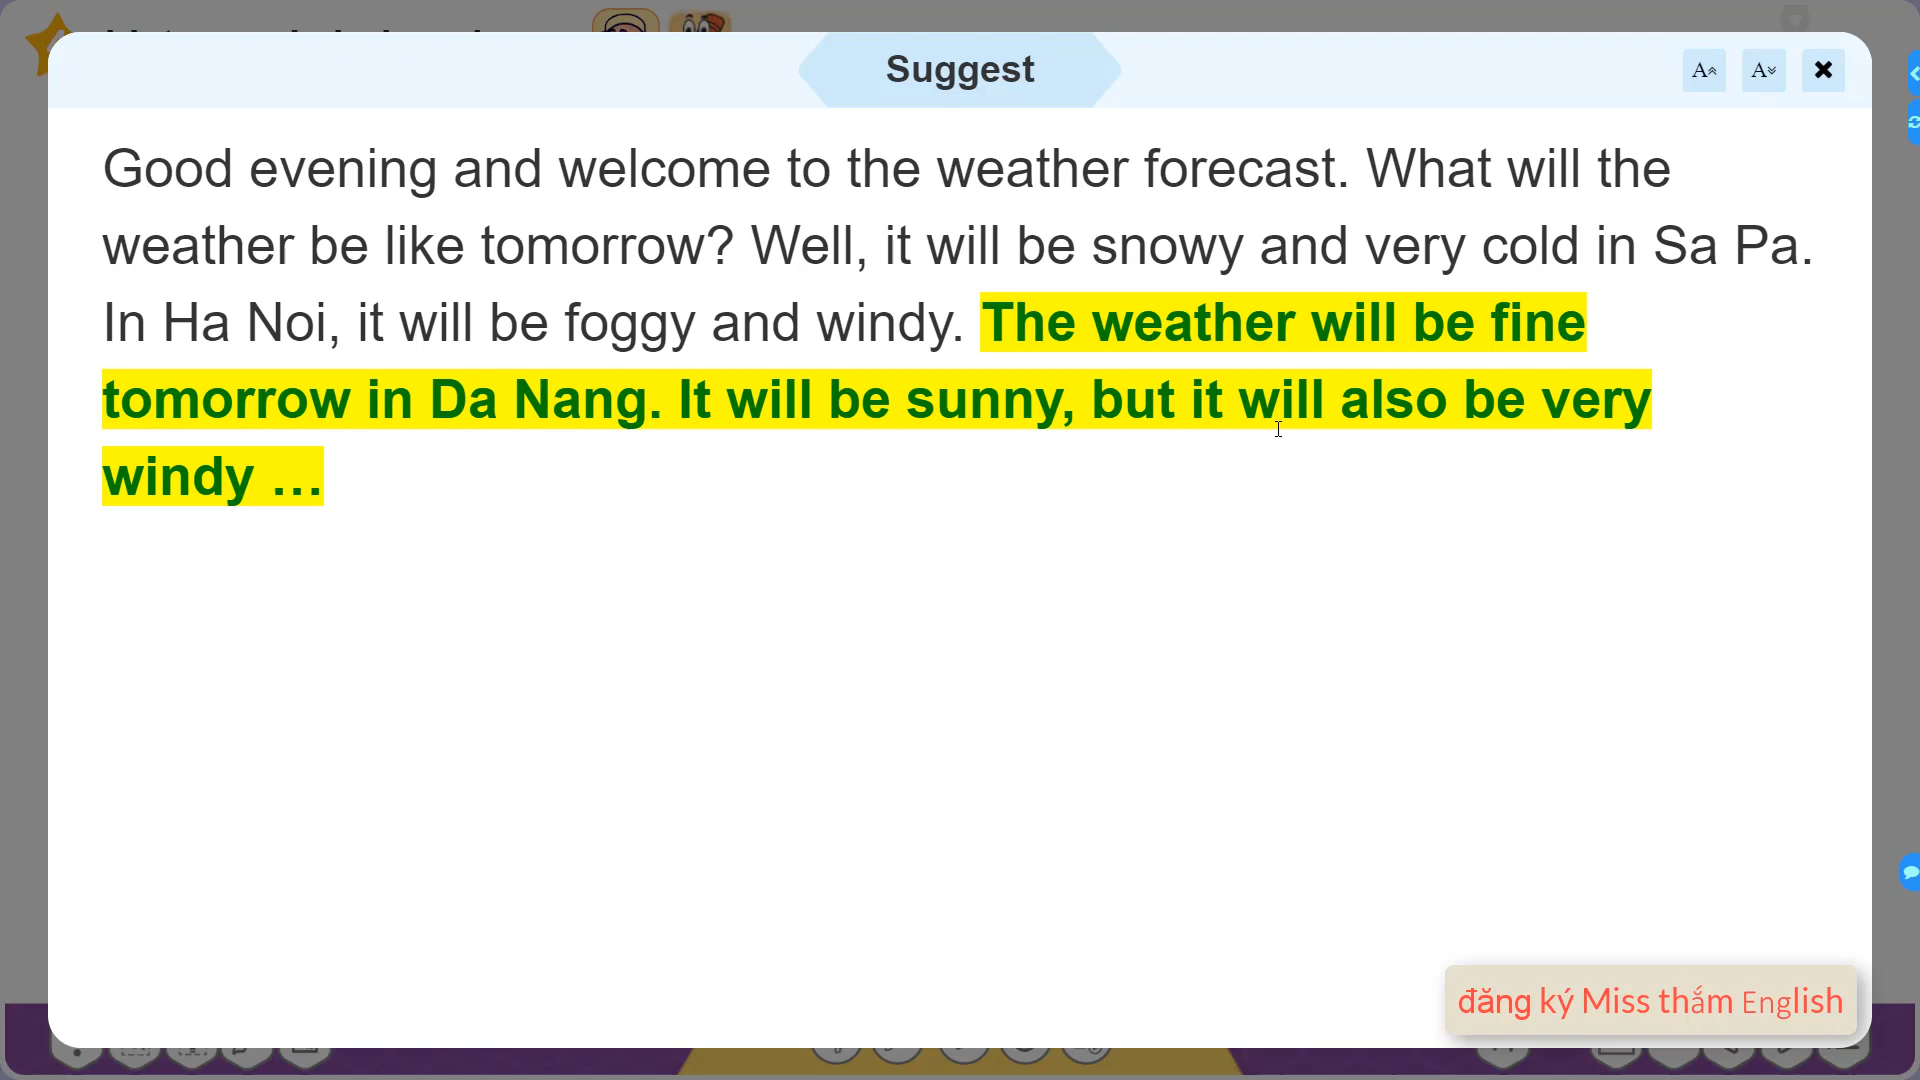 Suggest
A A
Good evening and welcome to the weather forecast. What will the
weather be like tomorrow? Well, it will be snowy and very cold in Sa Pa.
In Ha Noi, it will be foggy and windy. The weather will be fine
tomorrow in Da Nang. It will be sunny, but it will also be very
windy …
đăng ký Miss thắm English